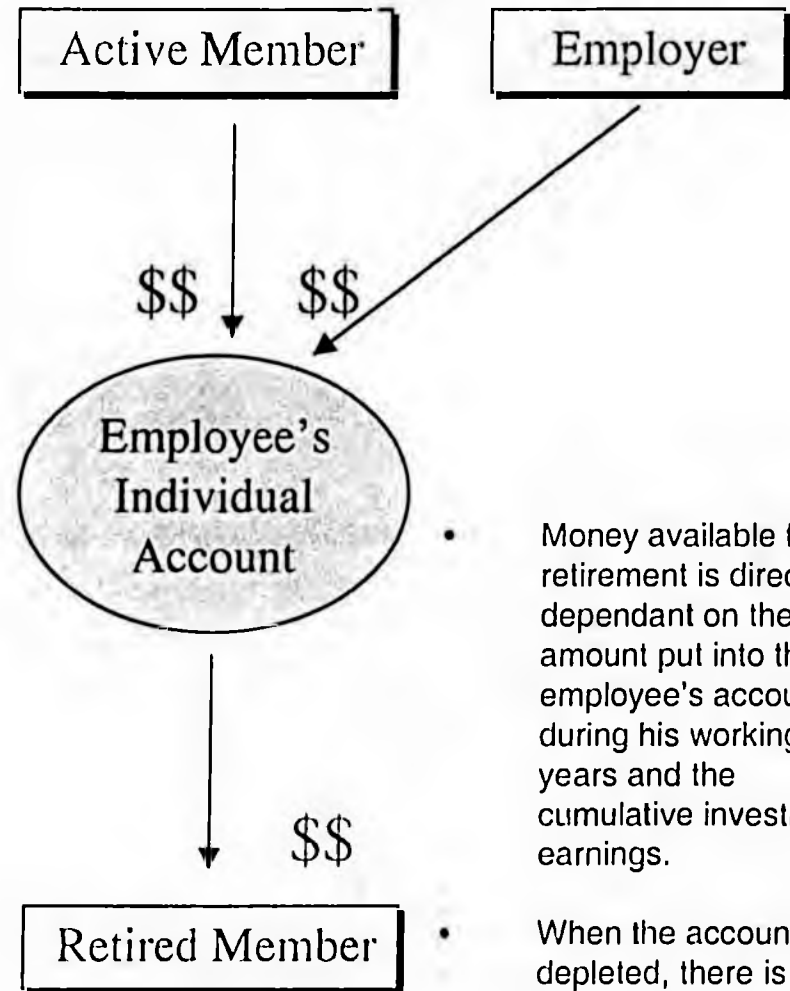 Active Member
Employer
$$ $$
Employee's
Individual
Account
Money available
retirement is
dependant on the
amount put into
employee's
during his
years and the
cumulative
earnings.
$$
Retired Member
When the
depleted, there is